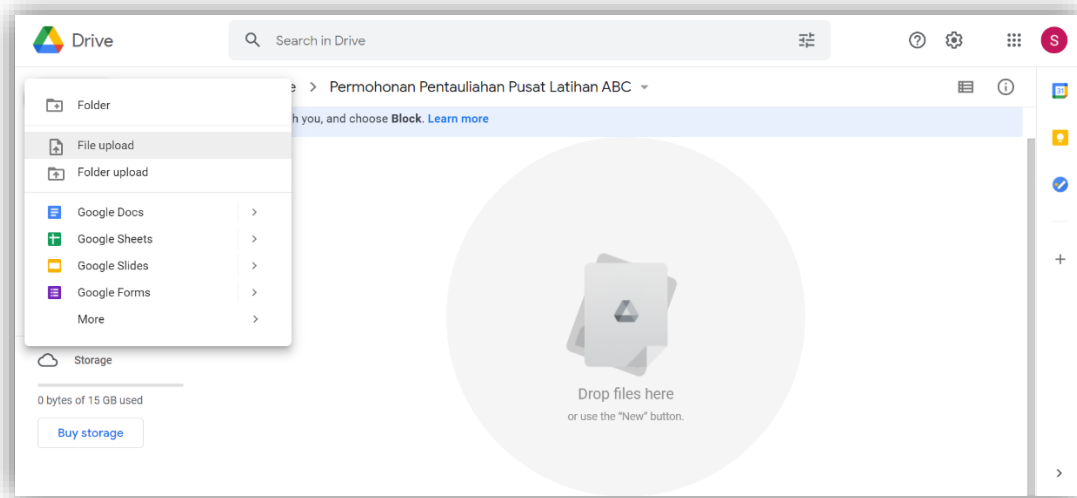 Drive
Search in Drive
S
> Permohonan Pentauliahan Pusat Latihan ABC
h you, and choose Block. Learn more
Folder
File upload
Folder upload
Google Docs
Google Sheets
Google Slides
Google Forms
More
Storage
0 bytes of 15 GB used
Buy storage
Drop files here
or use the "New" button.
31